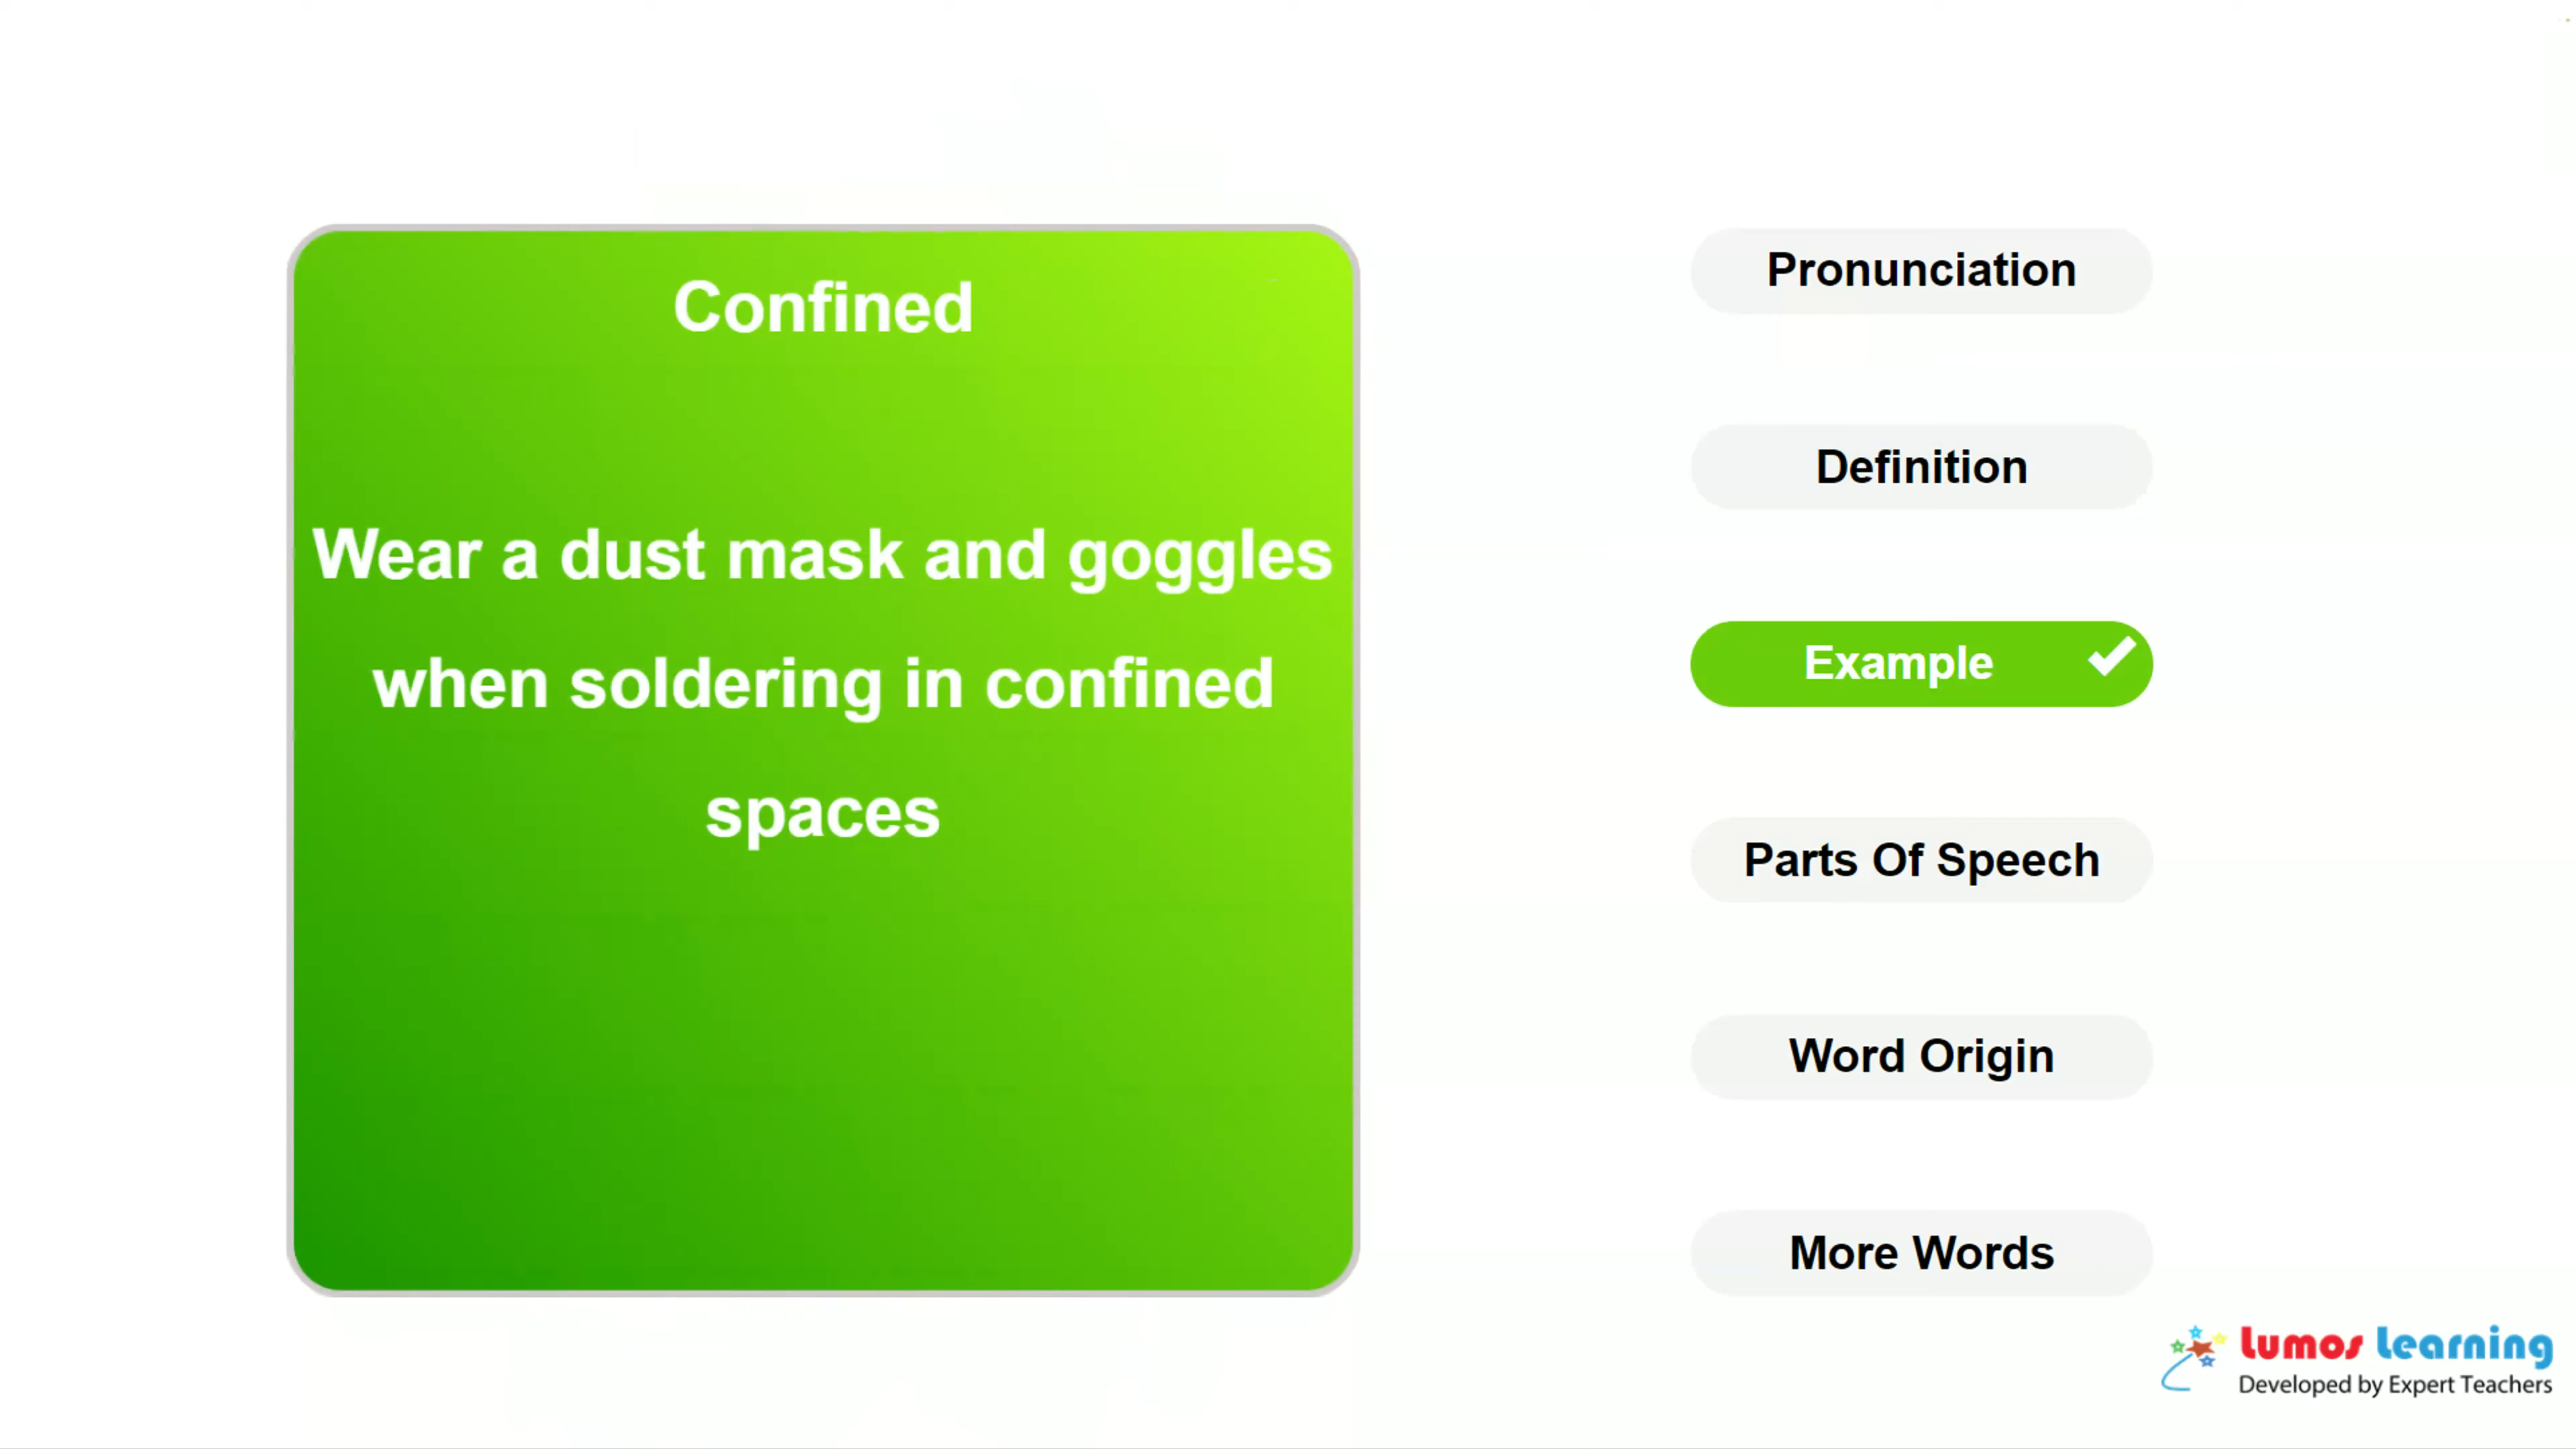 Confined
Wear a dust mask and goggles
when soldering in confined
spaces
Pronunciation
Definition
Example
Parts Of Speech
Word Origin
More Words
Lumos Learning
Developed by Expert Teachers